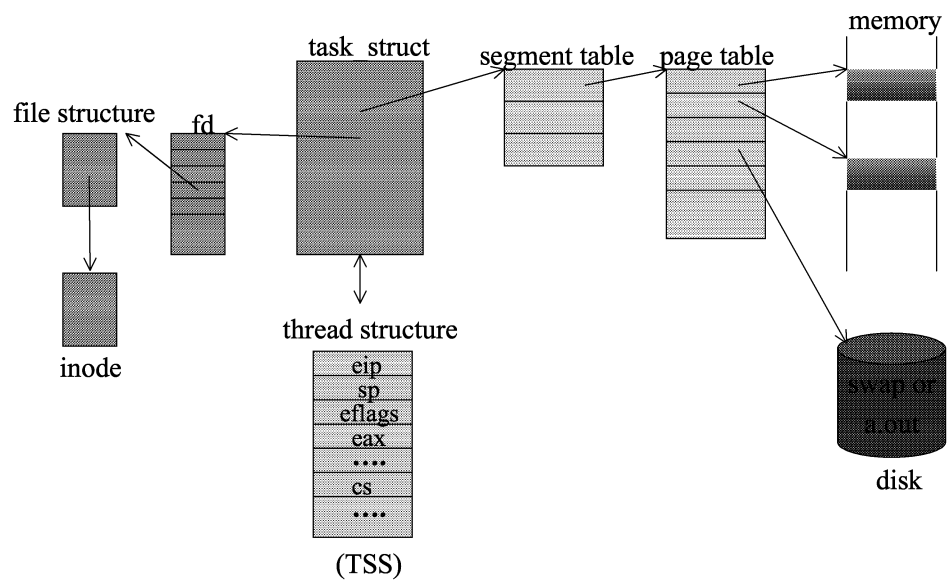 memory
task_struct
segment table
page table
file structure
fd
thread structure
eip
sp
eflags
eax
....
cs
....
(TSS)
inode
swap or
a.out
disk